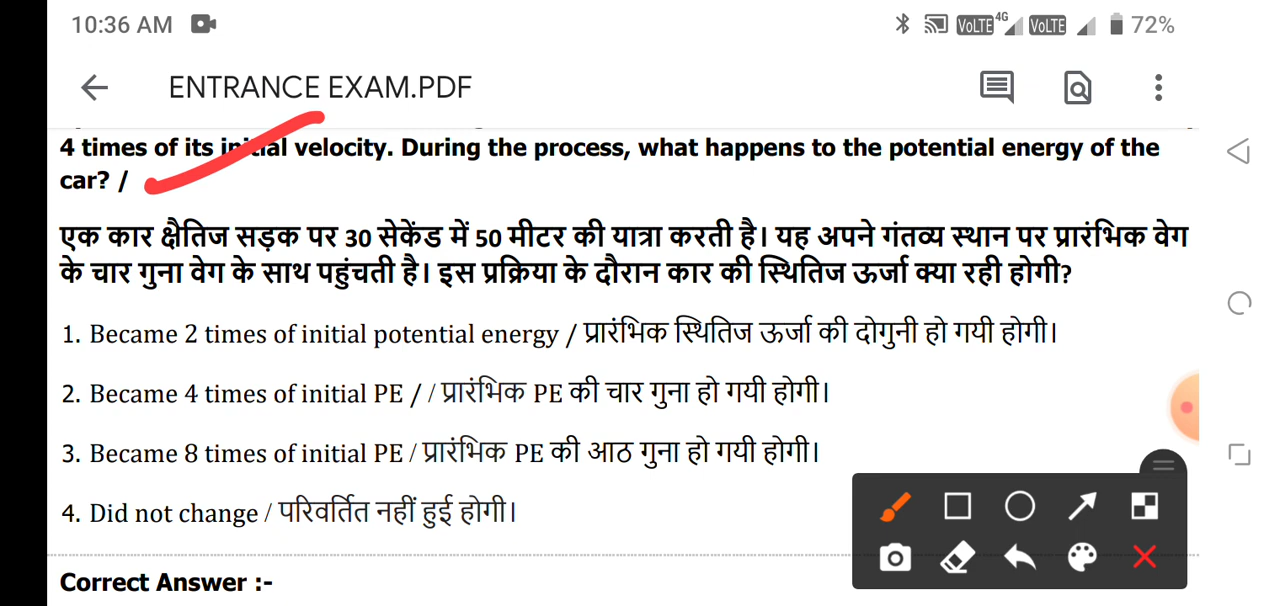 10:36 AM VoLTE 4G VoLTE 72%
ENTRANCE EXAM.PDF
4 times of its initial velocity. During the process, what happens to the potential energy of the
car? /
एक कार क्षैतिज सड़क पर 30 सेकेंड में 50 मीटर की यात्रा करती है। यह अपने गंतव्य स्थान पर प्रारंभिक वेग
के चार गुना वेग के साथ पहुंचती है। इस प्रक्रिया के दौरान कार की स्थितिज ऊर्जा क्या रही होगी?
1. Became 2 times of initial potential energy / प्रारंभिक स्थितिज ऊर्जा की दोगुनी हो गयी होगी।
2. Became 4 times of initial PE / / प्रारंभिक PE की चार गुना हो गयी होगी।
3. Became 8 times of initial PE / प्रारंभिक PE की आठ गुना हो गयी होगी।
4. Did not change / परिवर्तित नहीं हुई होगी।
Correct Answer :-